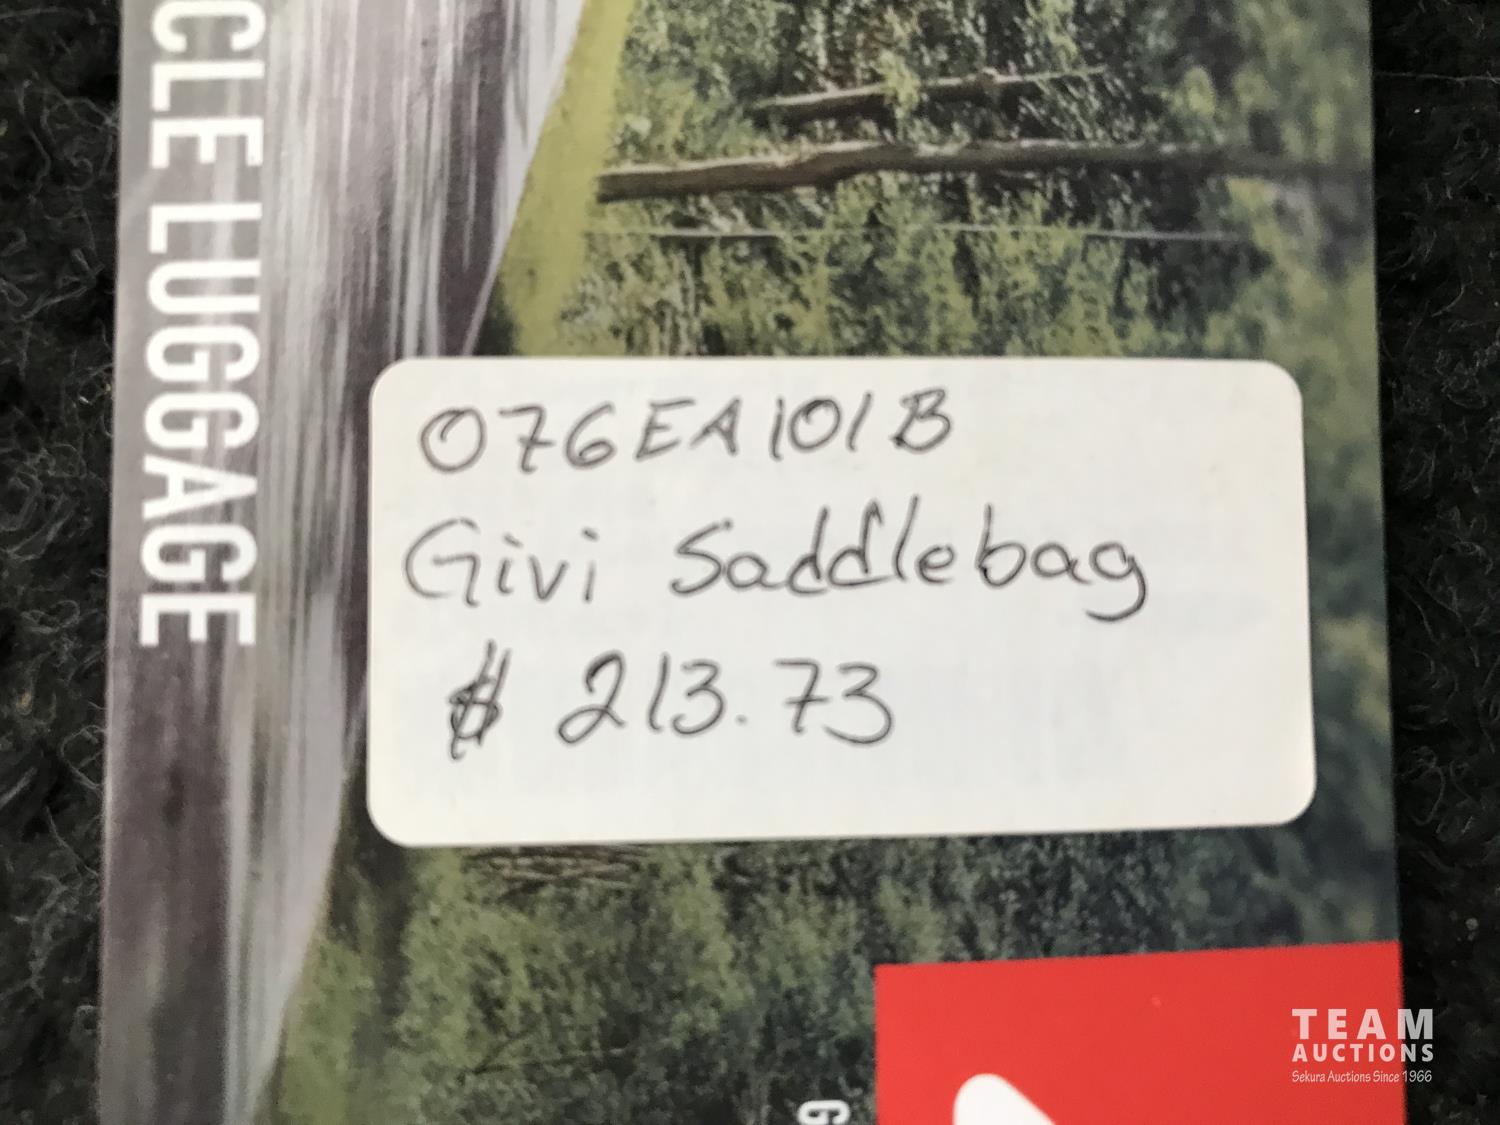 CLE LUGGAGE
076EA101B
Givi Saddlebag
$ 213.73
G
TEAM
AUCTIONS
Sekura Auctions Since 1966